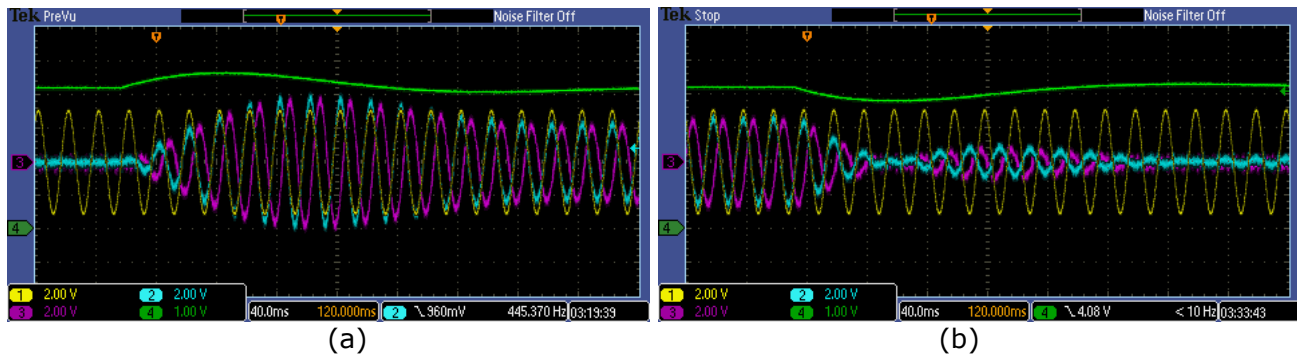 Tek PreVu Noise Filter Off
T
T
3
4
1 2.00 V 2 2.00 V
3 2.00 V 4 1.00 V
40.0ms 120.000ms
2 \ 960mV 445.370 Hz 03:19:39
(a)
Tek Stop Noise Filter Off
T
T
3
4
1 2.00 V 2 2.00 V
3 2.00 V 4 1.00 V
40.0ms 120.000ms
4 \ 4.08 V < 10 Hz 03:33:43
(b)